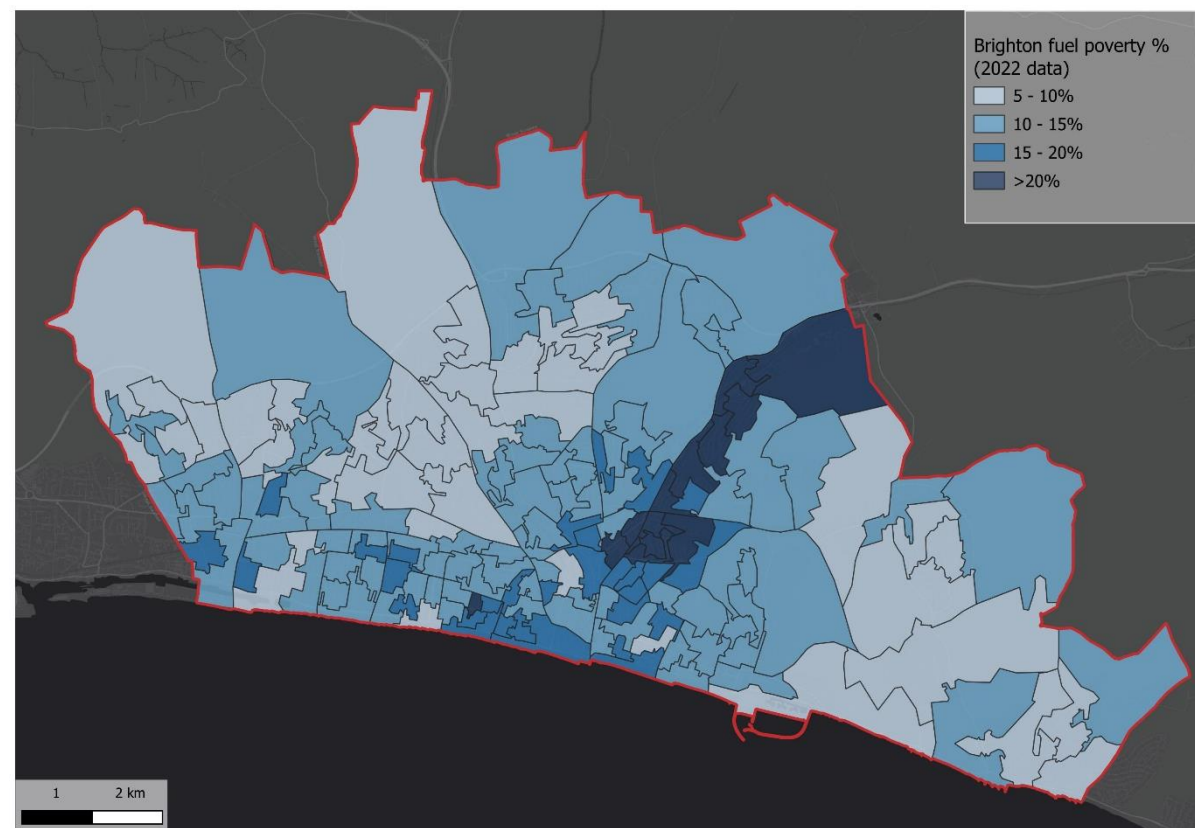 Brighton fuel poverty %
(2022 data)
5 - 10%
10 - 15%
15 - 20%
>20%
1 2 km